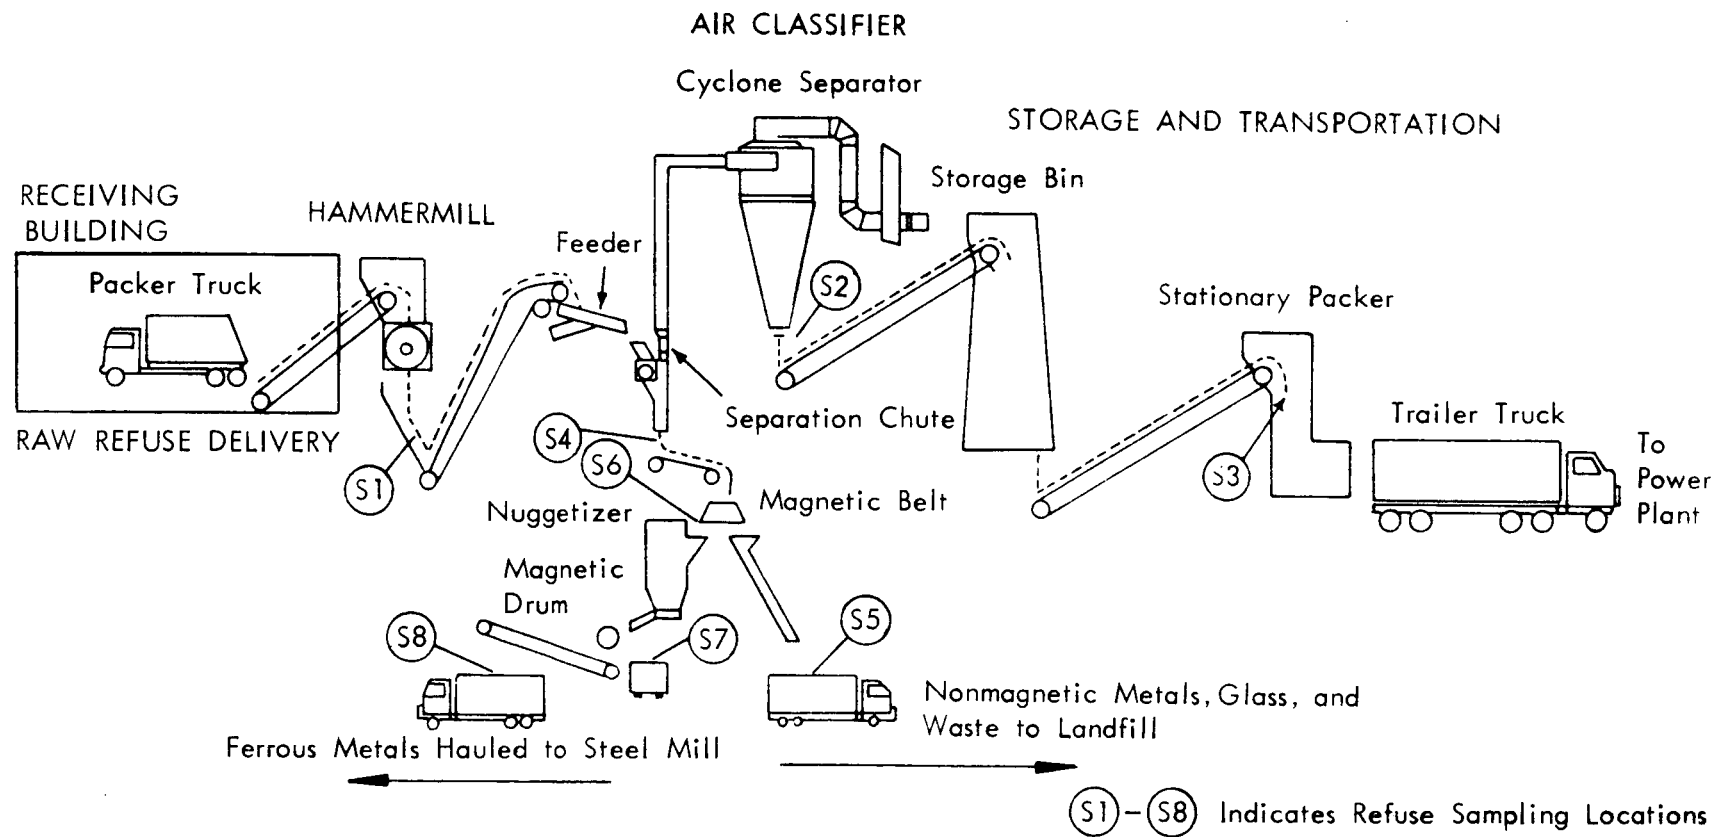 AIR CLASSIFIER
Cyclone Separator
STORAGE AND TRANSPORTATION
Storage Bin
RECEIVING
BUILDING
HAMMERMILL
Feeder
Packer Truck
S2
Stationary Packer
Separation Chute
Trailer Truck
RAW REFUSE DELIVERY
S4
S6
S1
S3
To
Power
Plant
Magnetic Belt
Nuggetizer
Magnetic
Drum
S8
S7
S5
Nonmagnetic Metals, Glass, and
Waste to Landfill
Ferrous Metals Hauled to Steel Mill
S1 – S8 Indicates Refuse Sampling Locations